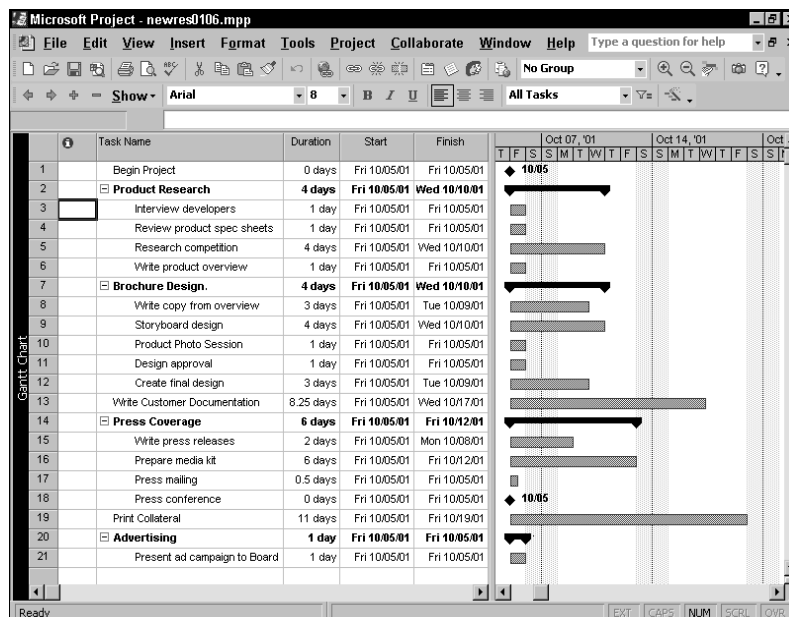 Microsoft Project - newres0106.mpp
File Edit View Insert Format Tools Project Collaborate Window Help Type a question for help
No Group
Show Arial 8 B I U All Tasks
Task Name Duration Start Finish Oct 07, '01 Oct 14, '01 Oct
T F S S M T W T F S S M T W T F S S
1 Begin Project 0 days Fri 10/05/01 Fri 10/05/01 10/05
2 Product Research 4 days Fri 10/05/01 Wed 10/10/01
3 Interview developers 1 day Fri 10/05/01 Fri 10/05/01
4 Review product spec sheets 1 day Fri 10/05/01 Fri 10/05/01
5 Research competition 4 days Fri 10/05/01 Wed 10/10/01
6 Write product overview 1 day Fri 10/05/01 Fri 10/05/01
7 Brochure Design. 4 days Fri 10/05/01 Wed 10/10/01
8 Write copy from overview 3 days Fri 10/05/01 Tue 10/09/01
9 Storyboard design 4 days Fri 10/05/01 Wed 10/10/01
10 Product Photo Session 1 day Fri 10/05/01 Fri 10/05/01
11 Design approval 1 day Fri 10/05/01 Fri 10/05/01
12 Create final design 3 days Fri 10/05/01 Tue 10/09/01
13 Write Customer Documentation 8.25 days Fri 10/05/01 Wed 10/17/01
14 Press Coverage 6 days Fri 10/05/01 Fri 10/12/01
15 Write press releases 2 days Fri 10/05/01 Mon 10/08/01
16 Prepare media kit 6 days Fri 10/05/01 Fri 10/12/01
17 Press mailing 0.5 days Fri 10/05/01 Fri 10/05/01
18 Press conference 0 days Fri 10/05/01 Fri 10/05/01 10/05
19 Print Collateral 11 days Fri 10/05/01 Fri 10/19/01
20 Advertising 1 day Fri 10/05/01 Fri 10/05/01
21 Present ad campaign to Board 1 day Fri 10/05/01 Fri 10/05/01
Gantt Chart
Ready EXT CAPS NUM SCRL OVR